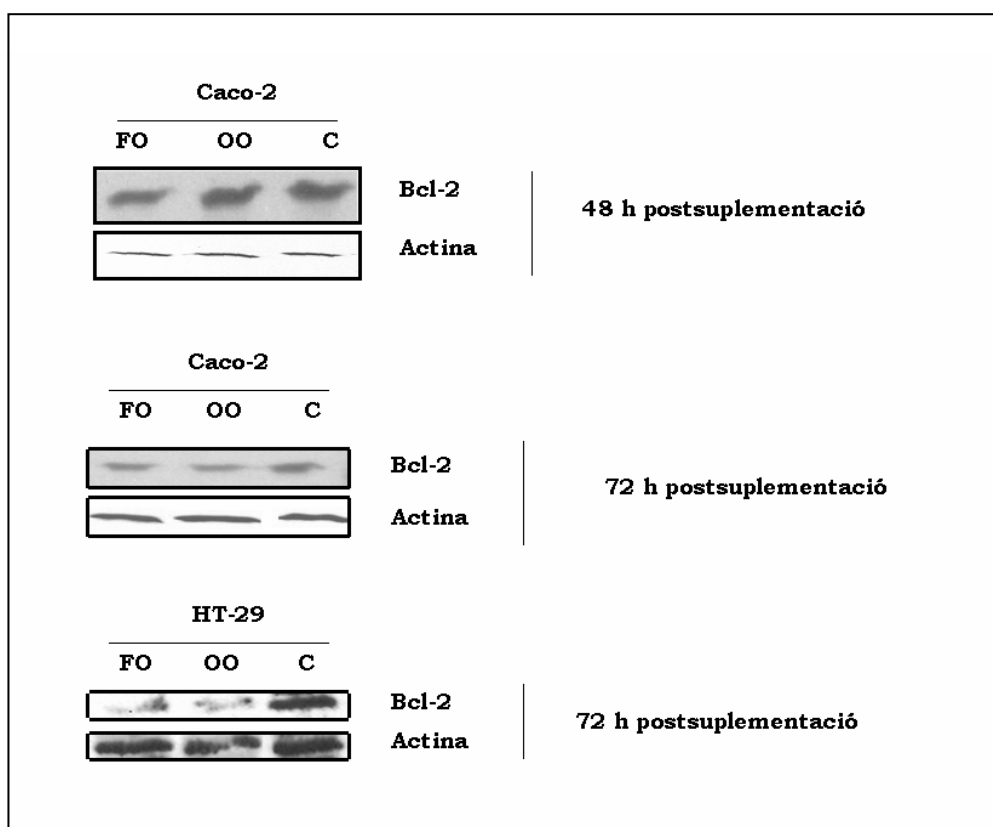 Caco-2
FO OO C
Bcl-2
Actina
48 h postsuplementació
Caco-2
FO OO C
Bcl-2
Actina
72 h postsuplementació
HT-29
FO OO C
Bcl-2
Actina
72 h postsuplementació